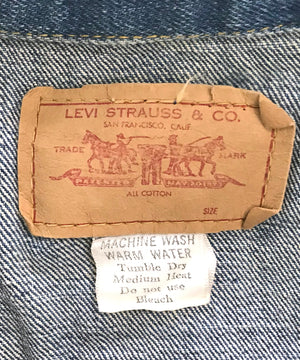 LEVI STRAUSS & CO.
SAN FRANCISCO, CALIF.
TRADE MARK
ALL COTTON
SIZE
MACHINE WASH
WARM WATER
Tumble Dry
Medium Heat
Do not use
Bleach